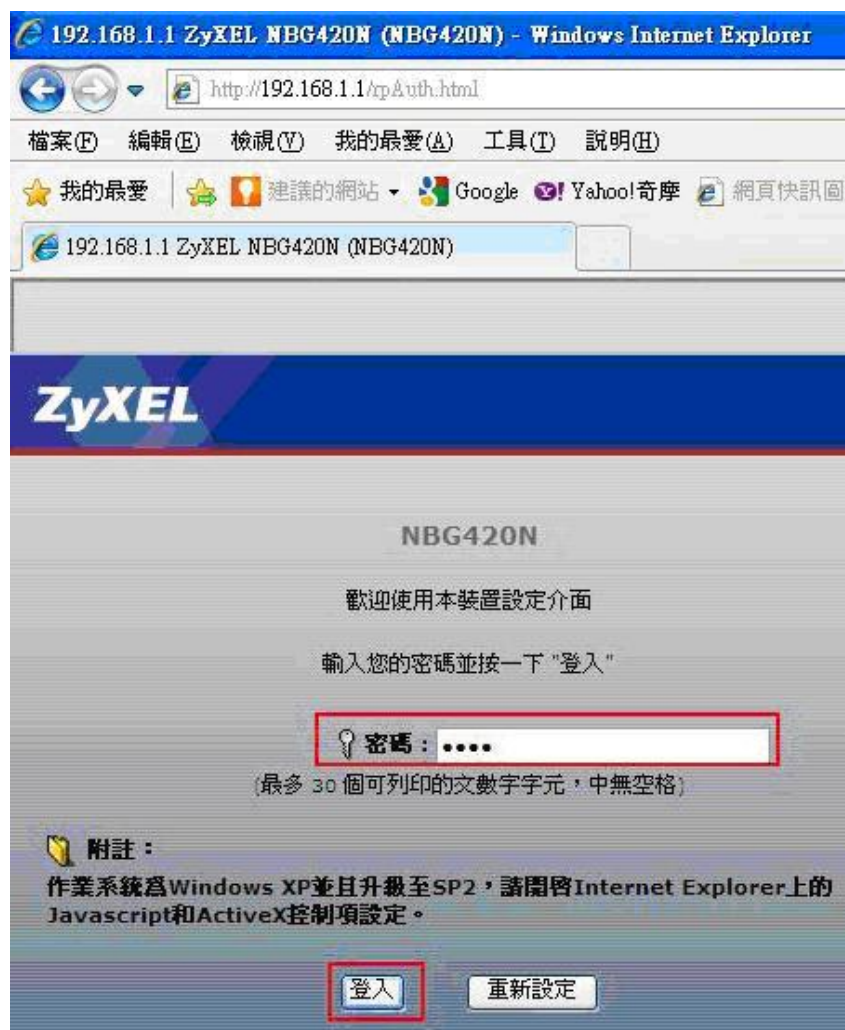 192.168.1.1 ZyXEL NBG420N (NBG420N) - Windows Internet Explorer
http://192.168.1.1/rpAuth.html
檔案(F) 編輯(E) 檢視(V) 我的最愛(A) 工具(T) 說明(H)
我的最愛 建議的網站 Google Yahoo!奇摩 網頁快訊圖
192.168.1.1 ZyXEL NBG420N (NBG420N)
ZyXEL
NBG420N
歡迎使用本裝置設定介面
輸入您的密碼並按一下 "登入"
密碼 : ••••
(最多 30 個可列印的文數字字元，中無空格)
附註：
作業系統為Windows XP並且升級至SP2，請開啓Internet Explorer上的
Javascript和ActiveX控制項設定。
登入 重新設定